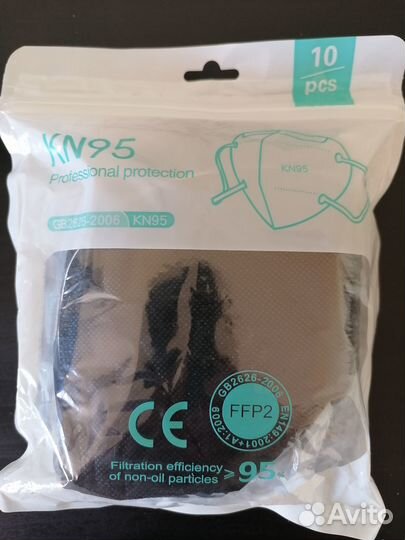 10
pcs
KN95
Professional protection
KN95
GB2626-2006 KN95
CE
GB2626-2006
FFP2
EN149:2001+A1:2009
Filtration efficiency
of non-oil particles ≥95%
Avito